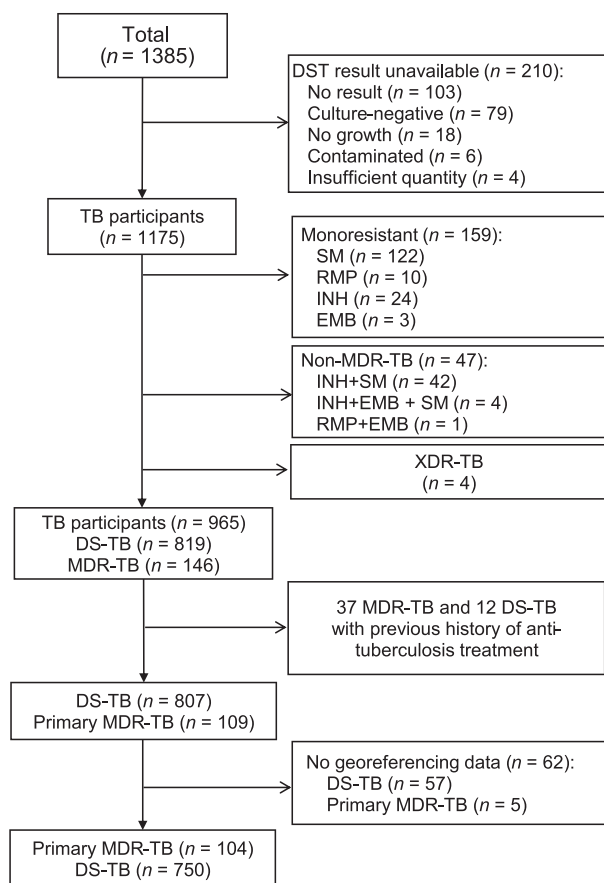 Total
(n = 1385)
DST result unavailable (n = 210):
No result (n = 103)
Culture-negative (n = 79)
No growth (n = 18)
Contaminated (n = 6)
Insufficient quantity (n = 4)
TB participants
(n = 1175)
Monoresistant (n = 159):
SM (n = 122)
RMP (n = 10)
INH (n = 24)
EMB (n = 3)
Non-MDR-TB (n = 47):
INH+SM (n = 42)
INH+EMB + SM (n = 4)
RMP+EMB (n = 1)
XDR-TB
(n = 4)
TB participants (n = 965)
DS-TB (n = 819)
MDR-TB (n = 146)
37 MDR-TB and 12 DS-TB
with previous history of anti-
tuberculosis treatment
DS-TB (n = 807)
Primary MDR-TB (n = 109)
No georeferencing data (n = 62):
DS-TB (n = 57)
Primary MDR-TB (n = 5)
Primary MDR-TB (n = 104)
DS-TB (n = 750)